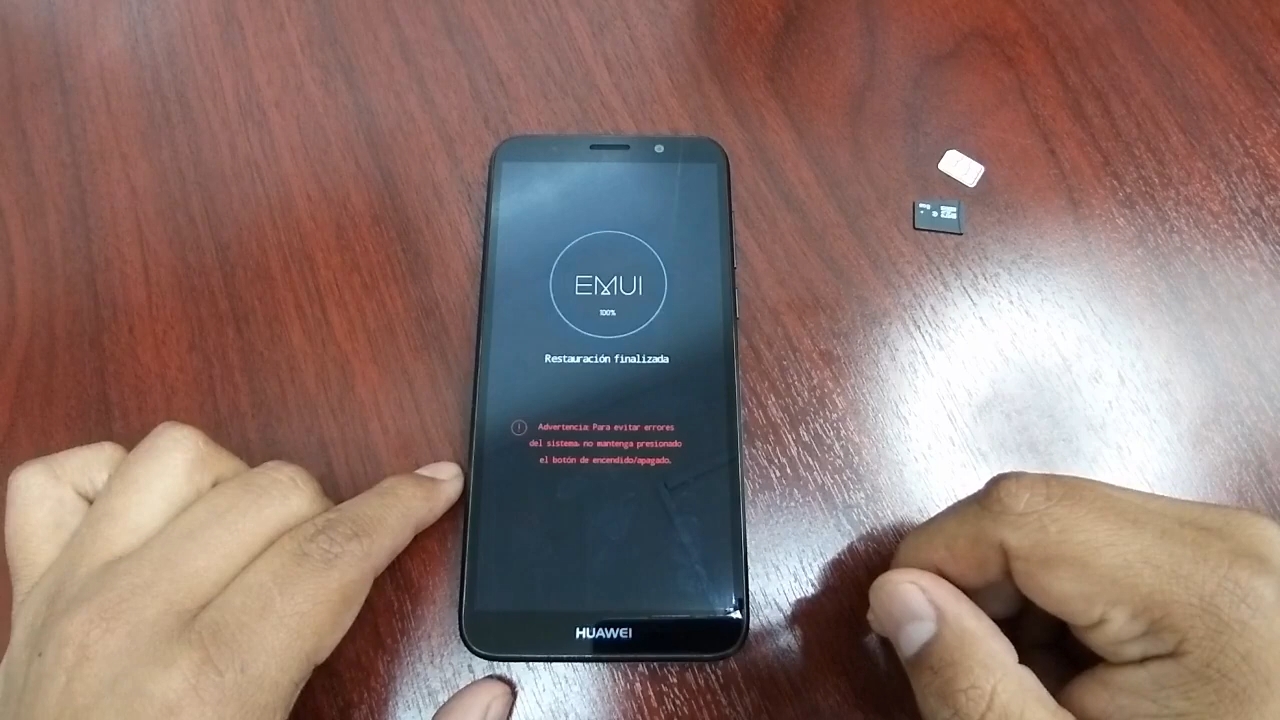 EMUI
100%
Restauración finalizada
Advertencia: Para evitar errores
del sistema, no mantenga presionado
el botón de encendido/apagado.
HUAWEI